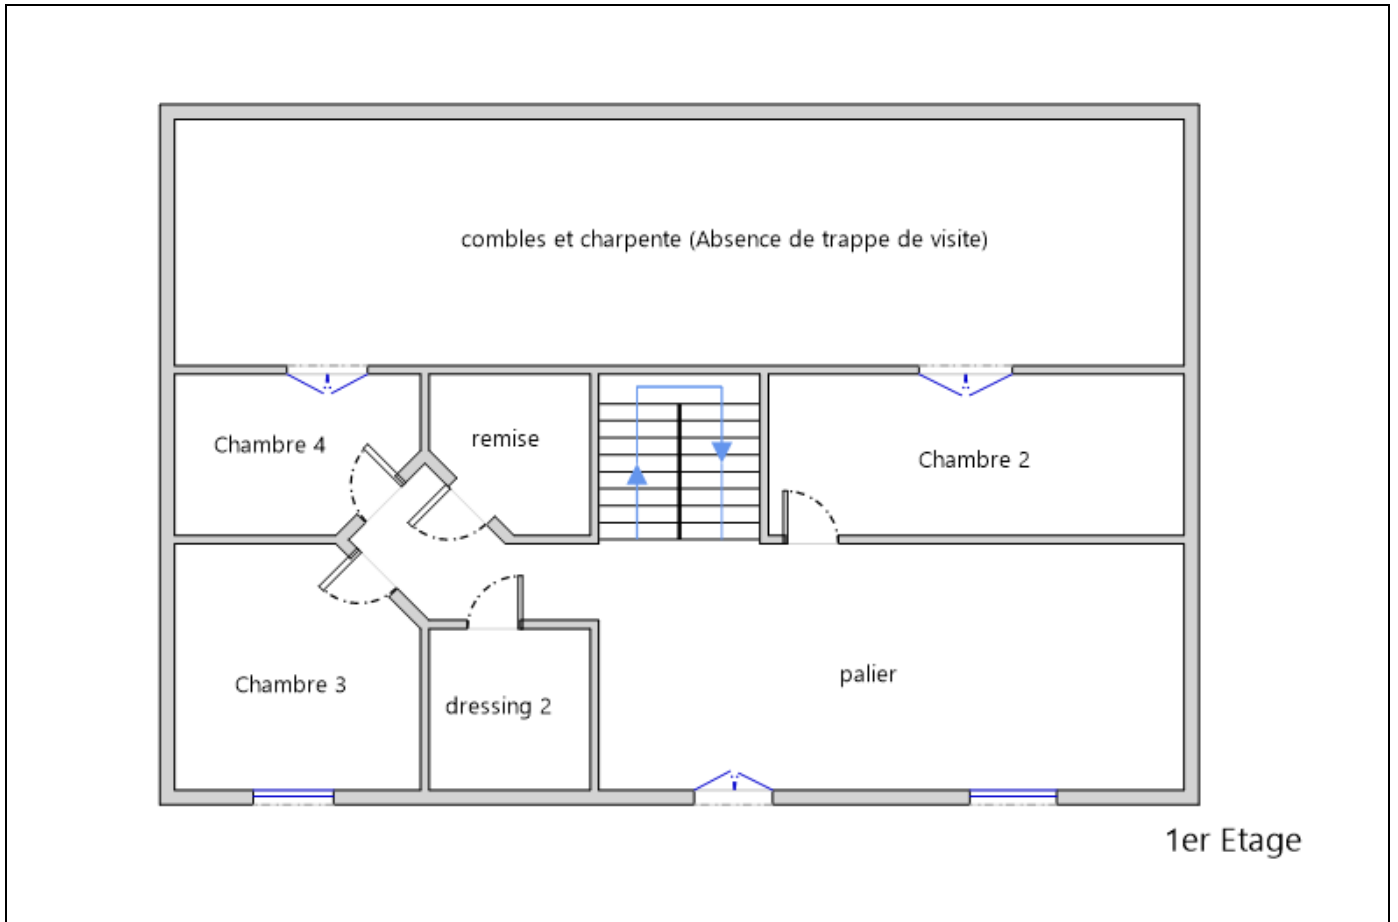 combles et charpente (Absence de trappe de visite)
Chambre 4
remise
Chambre 2
Chambre 3
dressing 2
palier
1er Etage